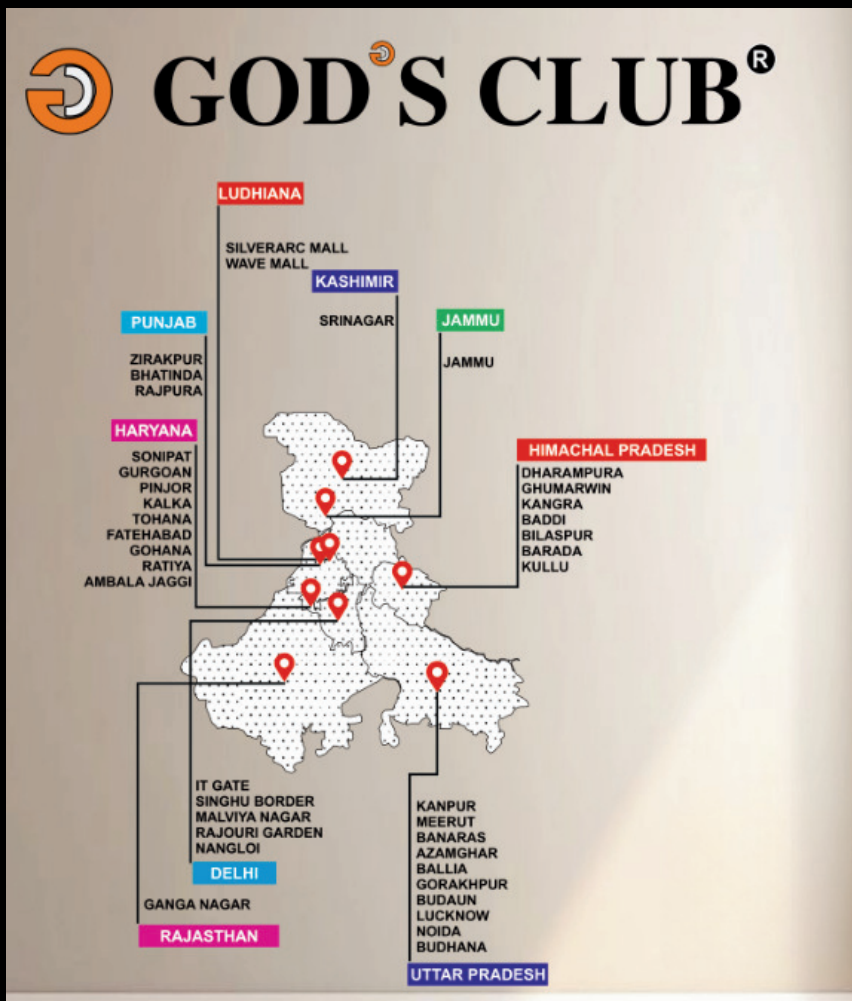 GOD'S CLUB®
LUDHIANA
SILVERARC MALL
WAVE MALL
KASHIMIR
SRINAGAR
JAMMU
JAMMU
PUNJAB
ZIRAKPUR
BHATINDA
RAJPURA
HARYANA
SONIPAT
GURGOAN
PINJOR
KALKA
TOHANA
FATEHABAD
GOHANA
RATIYA
AMBALA JAGGI
HIMACHAL PRADESH
DHARAMPURA
GHUMARWIN
KANGRA
BADDI
BILASPUR
BARADA
KULLU
IT GATE
SINGHU BORDER
MALVIYA NAGAR
RAJOURI GARDEN
NANGLOI
DELHI
GANGA NAGAR
RAJASTHAN
KANPUR
MEERUT
BANARAS
AZAMGHAR
BALLIA
GORAKHPUR
BUDAUN
LUCKNOW
NOIDA
BUDHANA
UTTAR PRADESH